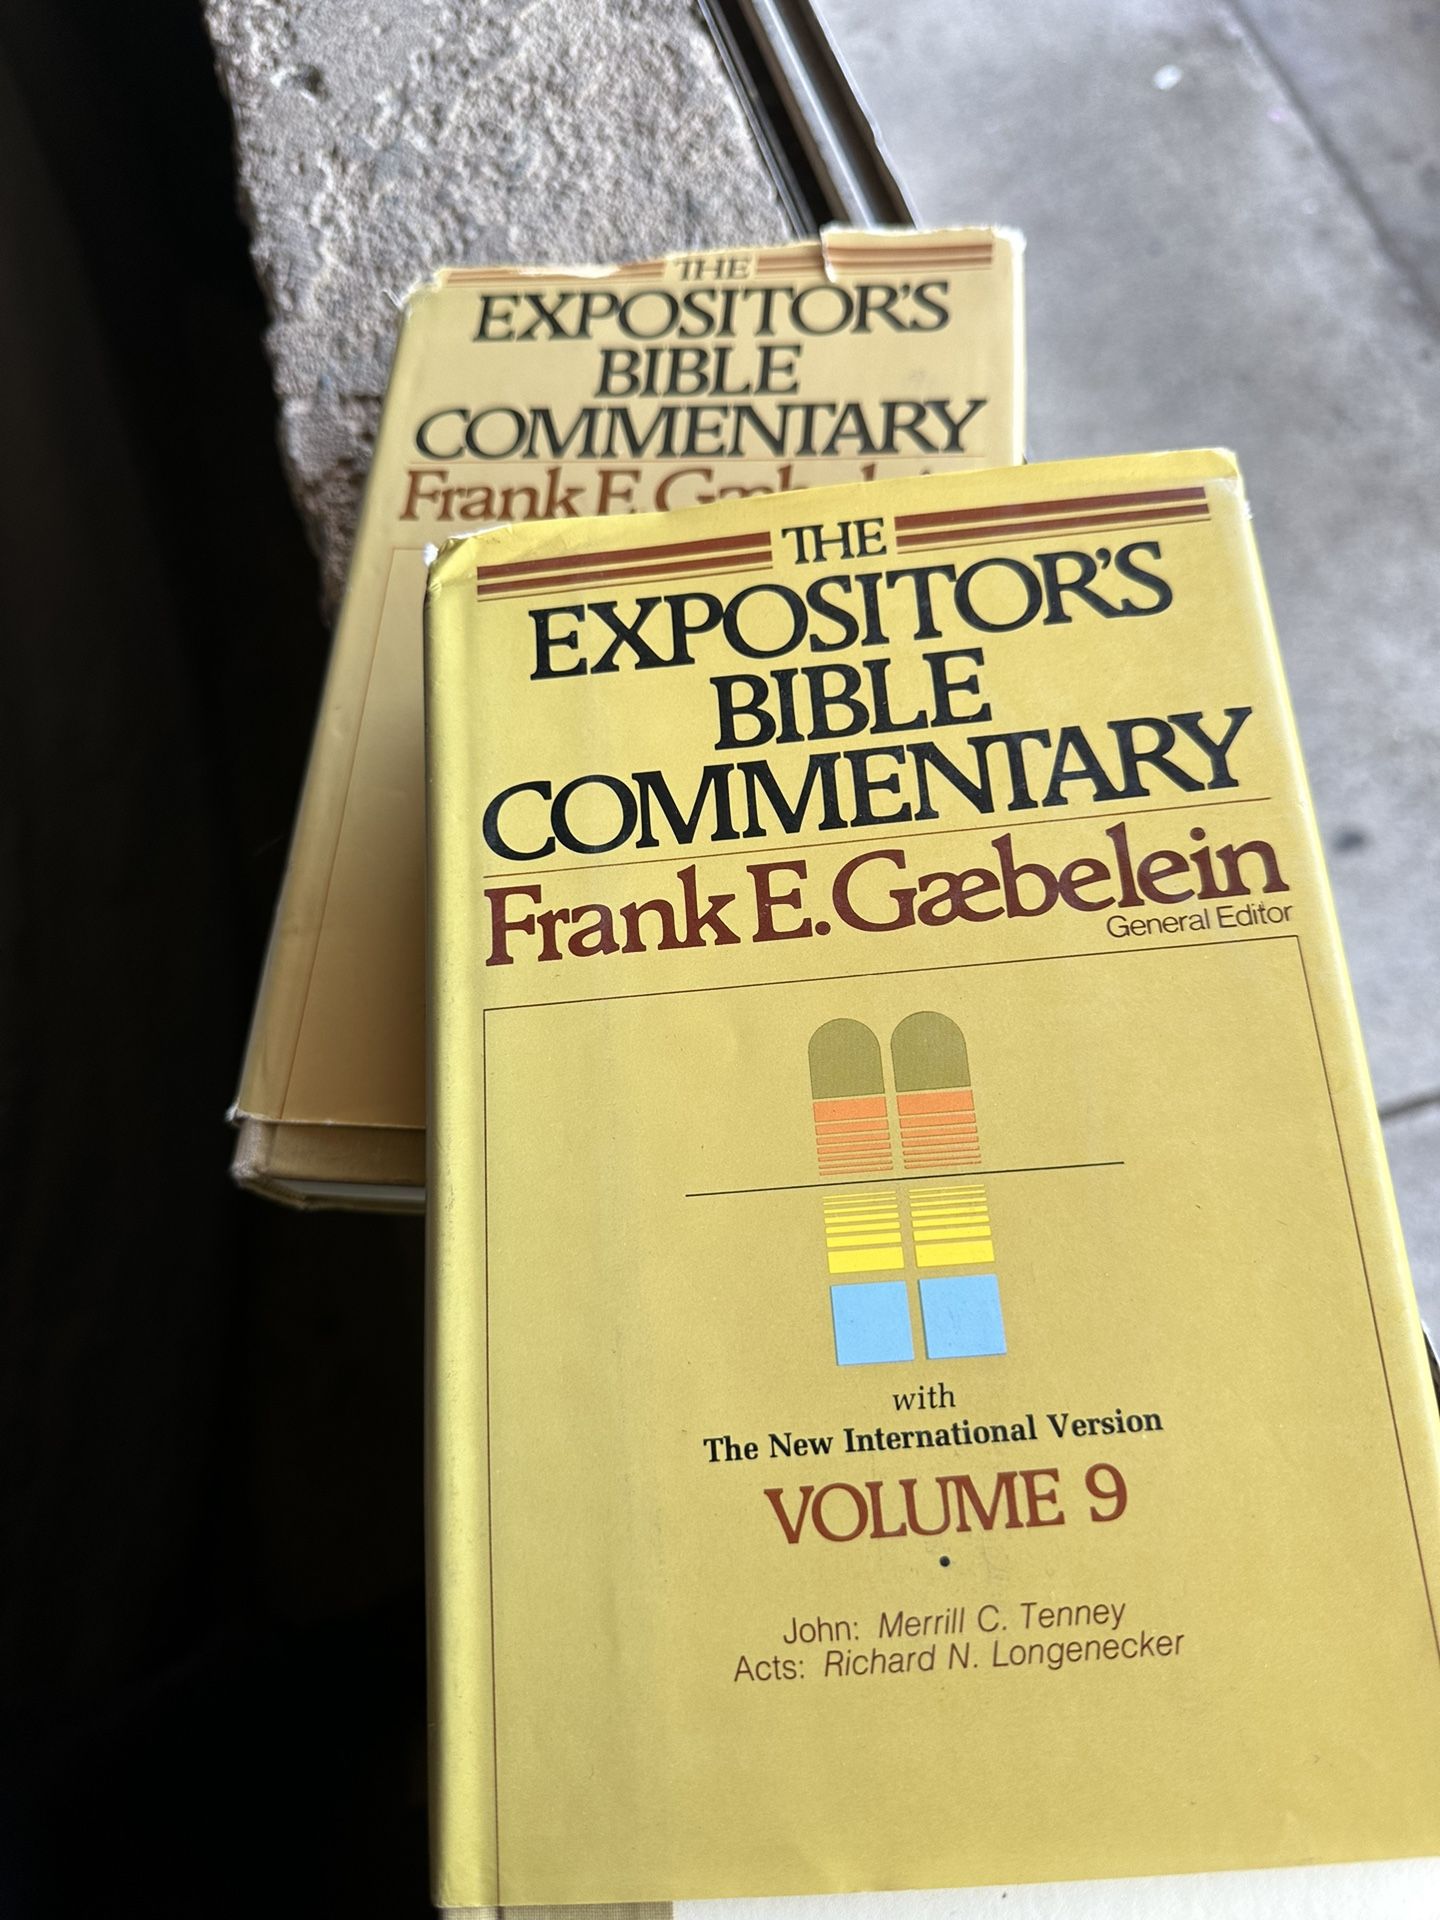 THE
EXPOSITOR'S
BIBLE
COMMENTARY
Frank E.
THE
EXPOSITOR'S
BIBLE
COMMENTARY
Frank E. Gæbelein
General Editor
with
The New International Version
VOLUME 9
•
John: Merrill C. Tenney
Acts: Richard N. Longenecker